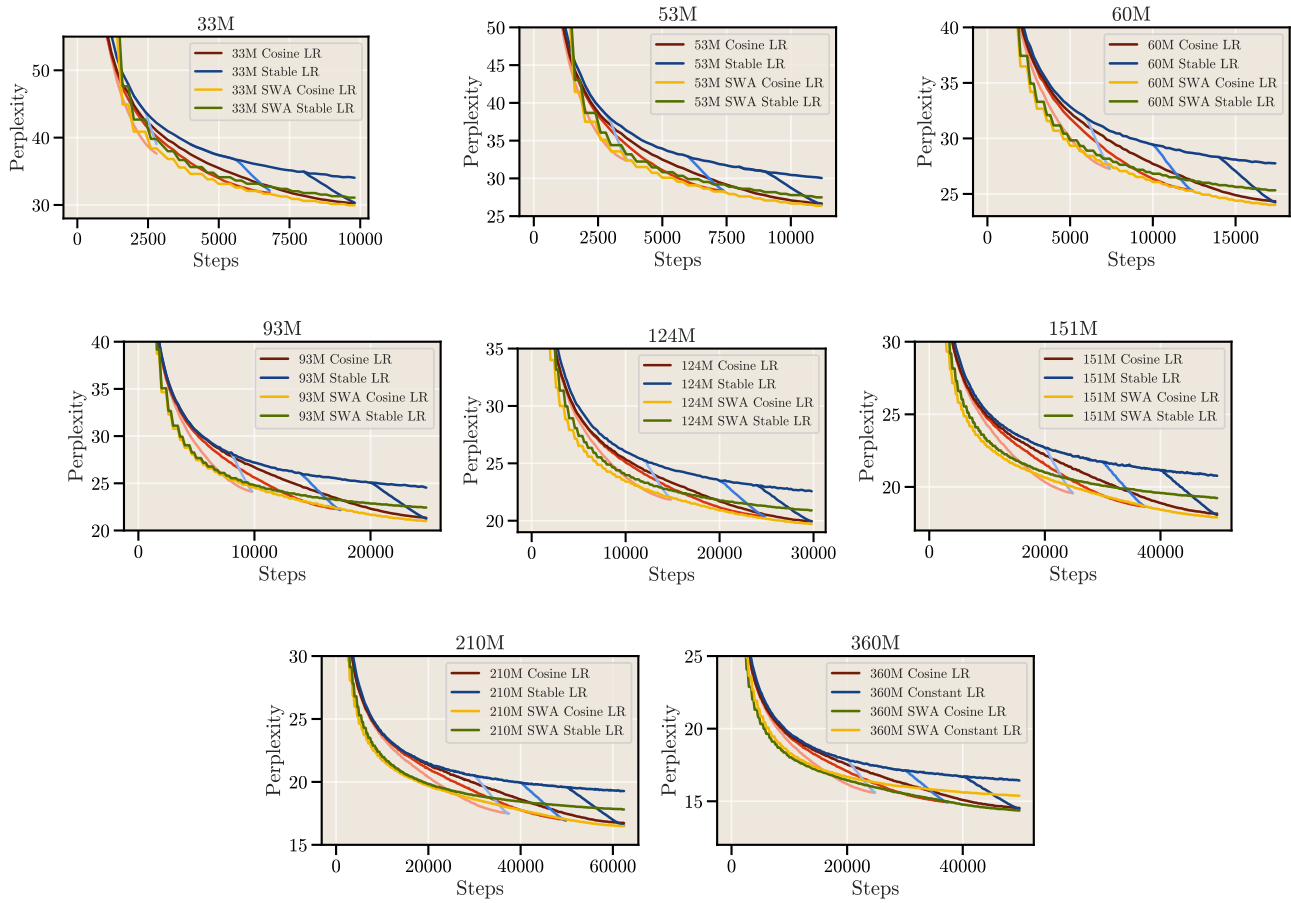 33M
33M Cosine LR
33M Stable LR
33M SWA Cosine LR
33M SWA Stable LR
Perplexity
50
40
30
0 2500 5000 7500 10000
Steps
53M
53M Cosine LR
53M Stable LR
53M SWA Cosine LR
53M SWA Stable LR
Perplexity
50
45
40
35
30
25
0 2500 5000 7500 10000
Steps
60M
60M Cosine LR
60M Stable LR
60M SWA Cosine LR
60M SWA Stable LR
Perplexity
40
35
30
25
0 5000 10000 15000
Steps
93M
93M Cosine LR
93M Stable LR
93M SWA Cosine LR
93M SWA Stable LR
Perplexity
40
35
30
25
20
0 10000 20000
Steps
124M
124M Cosine LR
124M Stable LR
124M SWA Cosine LR
124M SWA Stable LR
Perplexity
35
30
25
20
0 10000 20000 30000
Steps
151M
151M Cosine LR
151M Stable LR
151M SWA Cosine LR
151M SWA Stable LR
Perplexity
30
25
20
0 20000 40000
Steps
210M
210M Cosine LR
210M Stable LR
210M SWA Cosine LR
210M SWA Stable LR
Perplexity
30
25
20
15
0 20000 40000 60000
Steps
360M
360M Cosine LR
360M Constant LR
360M SWA Cosine LR
360M SWA Constant LR
Perplexity
25
20
15
0 20000 40000
Steps